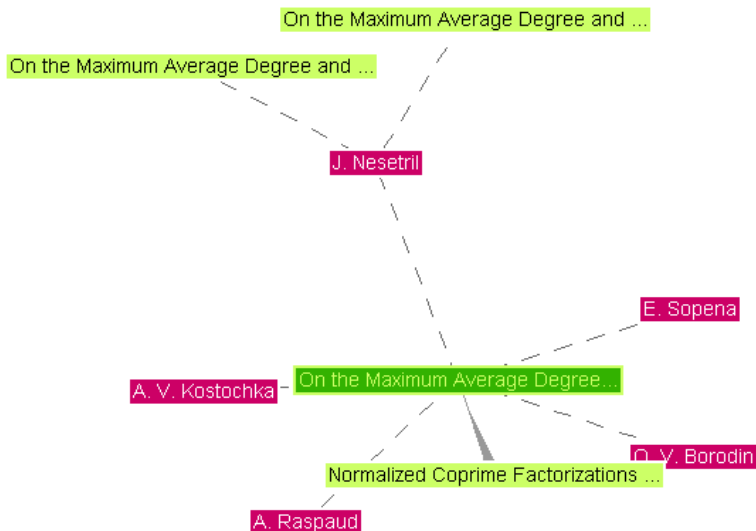 On the Maximum Average Degree and ...
On the Maximum Average Degree and ...
J. Nesetril
E. Sopena
On the Maximum Average Degree...
A. V. Kostochka
O. V. Borodin
Normalized Coprime Factorizations ...
A. Raspaud